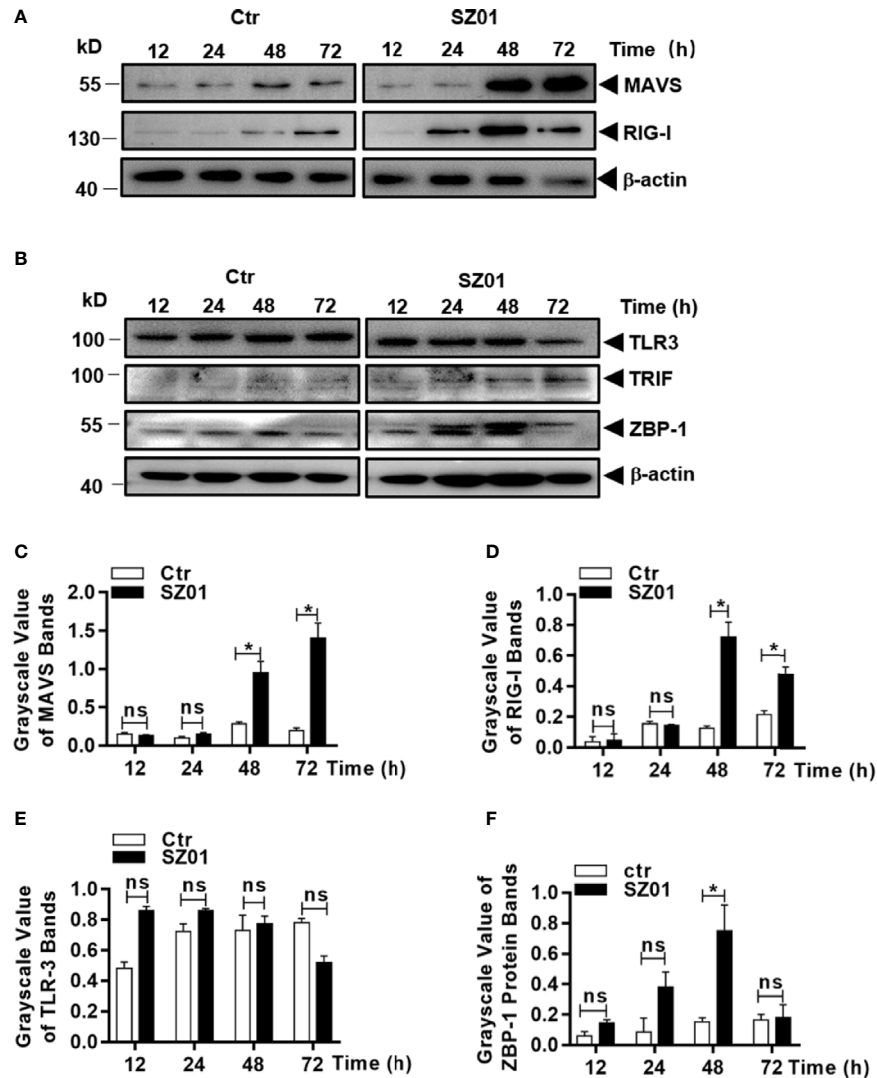 A
Ctr SZ01
kD 12 24 48 72 12 24 48 72 Time (h)
55 MAVS
130 RIG-I
40 β-actin
B
Ctr SZ01
kD 12 24 48 72 12 24 48 72 Time (h)
100 TLR3
100 TRIF
55 ZBP-1
40 β-actin
C
Ctr
SZ01
Grayscale Value
of MAVS Bands
2.0
1.5
1.0
0.5
0.0
ns ns * *
12 24 48 72 Time (h)
D
Ctr
SZ01
Grayscale Value
of RIG-I Bands
1.0
0.8
0.6
0.4
0.2
0.0
ns ns * *
12 24 48 72 Time (h)
E
Ctr
SZ01
Grayscale Value
of TLR-3 Bands
1.0
0.8
0.6
0.4
0.2
0.0
ns ns ns ns
12 24 48 72 Time (h)
F
ctr
SZ01
Grayscale Value of
ZBP-1 Protein Bands
1.0
0.8
0.6
0.4
0.2
0.0
ns ns * ns
12 24 48 72 Time (h)